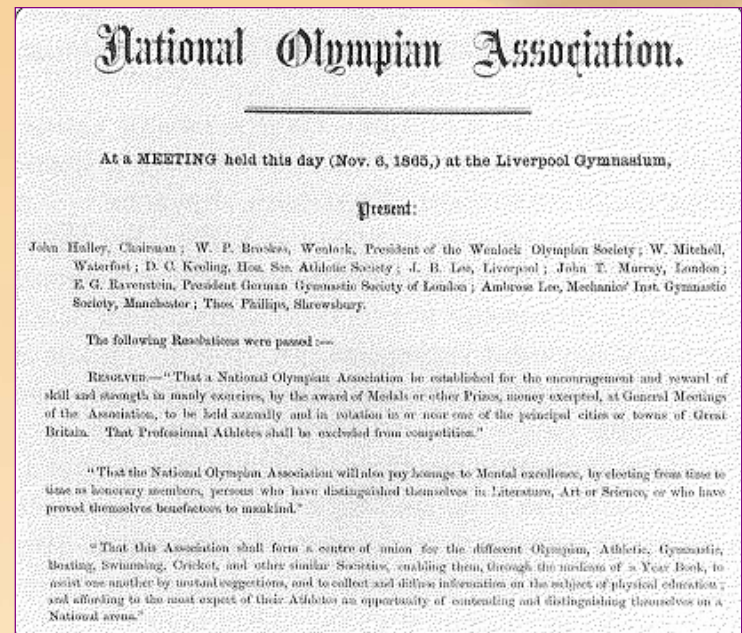 National Olympian Association.
At a MEETING held this day (Nov. 6, 1865,) at the Liverpool Gymnasium,
Present:
John Hulley, Chairman ; W. P. Brookes, Wenlock, President of the Wenlock Olympian Society ; W. Mitchell,
Waterfoot ; D. C. Keeling, Hon. Sec. Athletic Society ; J. B. Lee, Liverpool ; John T. Murray, London ;
E. G. Ravenstein, President German Gymnastic Society of London ; Ambrose Lee, Mechanics' Inst. Gymnastic
Society, Manchester ; Thos. Phillips, Shrewsbury.
The following Resolutions were passed :—
RESOLVED.—"That a National Olympian Association be established for the encouragement and reward of
skill and strength in manly exercises, by the award of Medals or other Prizes, money excepted, at General Meetings
of the Association, to be held annually and in rotation in or near one of the principal cities or towns of Great
Britain. That Professional Athletes shall be excluded from competition."
"That the National Olympian Association will also pay homage to Mental excellence, by electing from time to
time as honorary members, persons who have distinguished themselves in Literature, Art or Science, or who have
proved themselves benefactors to mankind."
"That this Association shall form a centre of union for the different Olympian, Athletic, Gymnastic,
Boating, Swimming, Cricket, and other similar Societies, enabling them, through the medium of a Year Book, to
assist one another by mutual suggestions, and to collect and diffuse information on the subject of physical education ;
and affording to the most expert of their Athletes an opportunity of contending and distinguishing themselves on a
National arena."